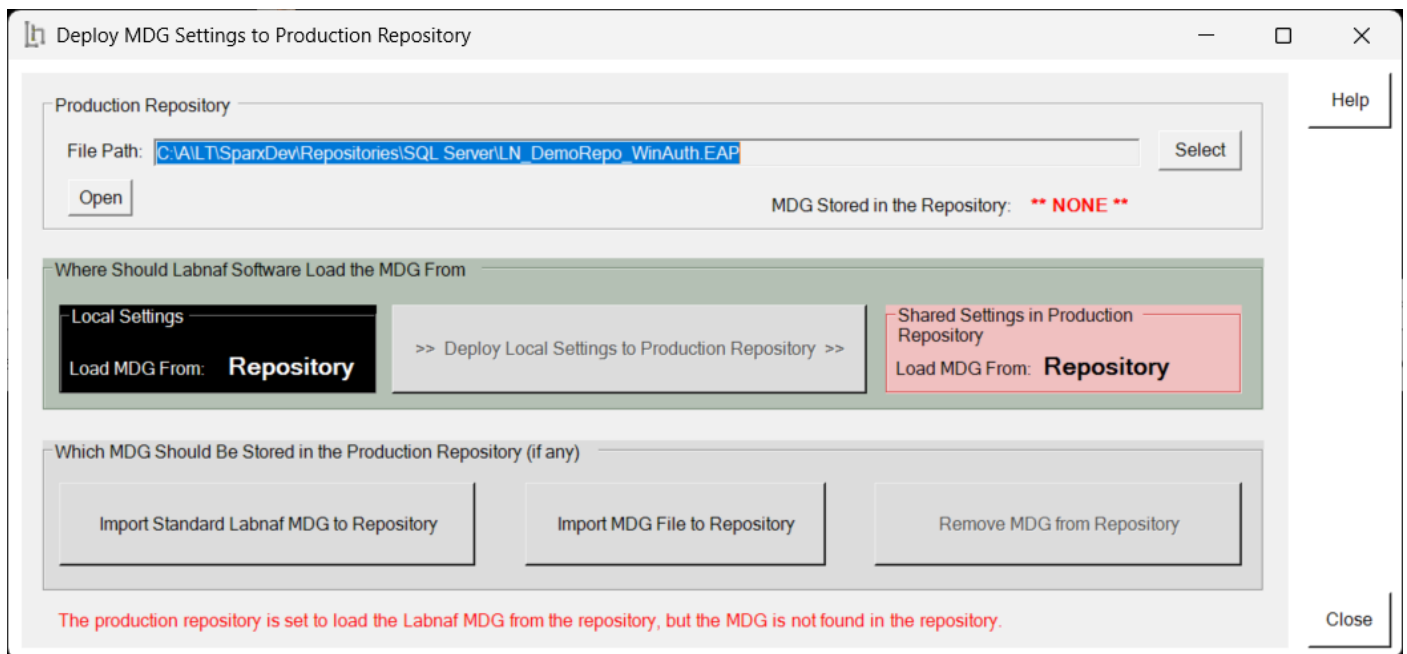 Deploy MDG Settings to Production Repository
Help
Production Repository
File Path: C:\A\LT\SparxDev\Repositories\SQL Server\LN_DemoRepo_WinAuth.EAP
Select
Open
MDG Stored in the Repository: ** NONE **
Where Should Labnaf Software Load the MDG From
Local Settings
Load MDG From: Repository
>> Deploy Local Settings to Production Repository >>
Shared Settings in Production
Repository
Load MDG From: Repository
Which MDG Should Be Stored in the Production Repository (if any)
Import Standard Labnaf MDG to Repository
Import MDG File to Repository
Remove MDG from Repository
The production repository is set to load the Labnaf MDG from the repository, but the MDG is not found in the repository.
Close